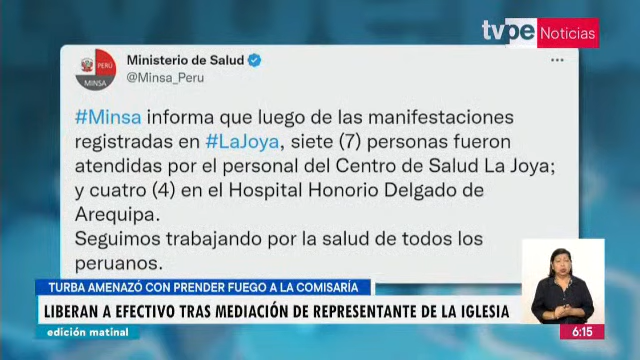 tvpe Noticias
PERÚ
MINSA
Ministerio de Salud
@Minsa_Peru
#Minsa informa que luego de las manifestaciones
registradas en #LaJoya, siete (7) personas fueron
atendidas por el personal del Centro de Salud La Joya;
y cuatro (4) en el Hospital Honorio Delgado de
Arequipa.
Seguimos trabajando por la salud de todos los
peruanos.
TURBA AMENAZÓ CON PRENDER FUEGO A LA COMISARÍA
LIBERAN A EFECTIVO TRAS MEDIACIÓN DE REPRESENTANTE DE LA IGLESIA
edición matinal
6:15